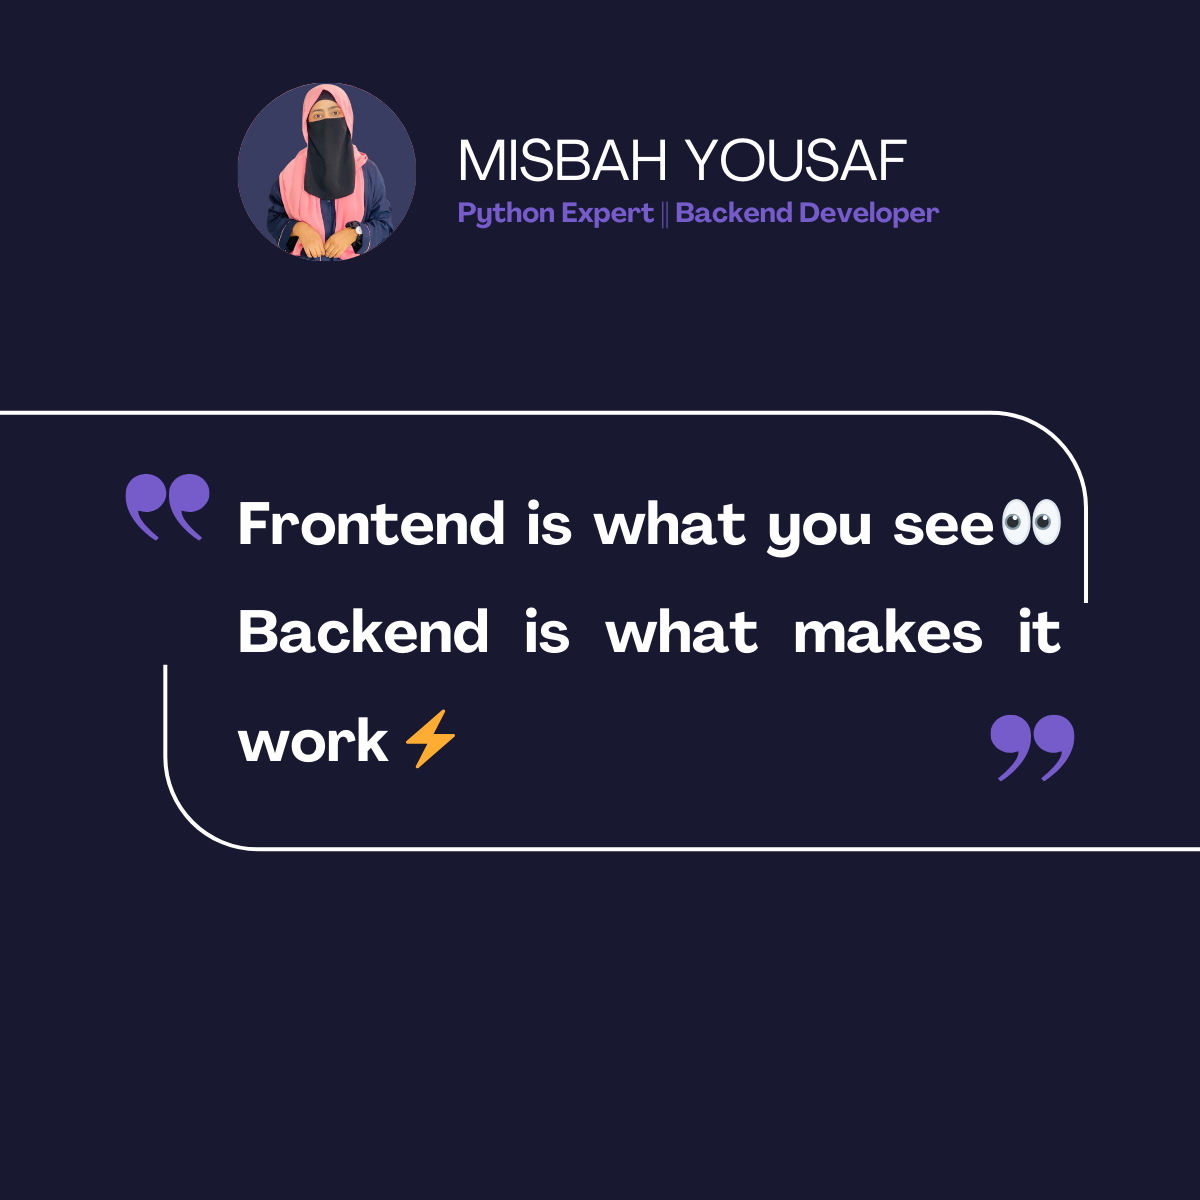 MISBAH YOUSAF
Python Expert || Backend Developer
❝ Frontend is what you see👀
Backend is what makes it
work⚡ ❞